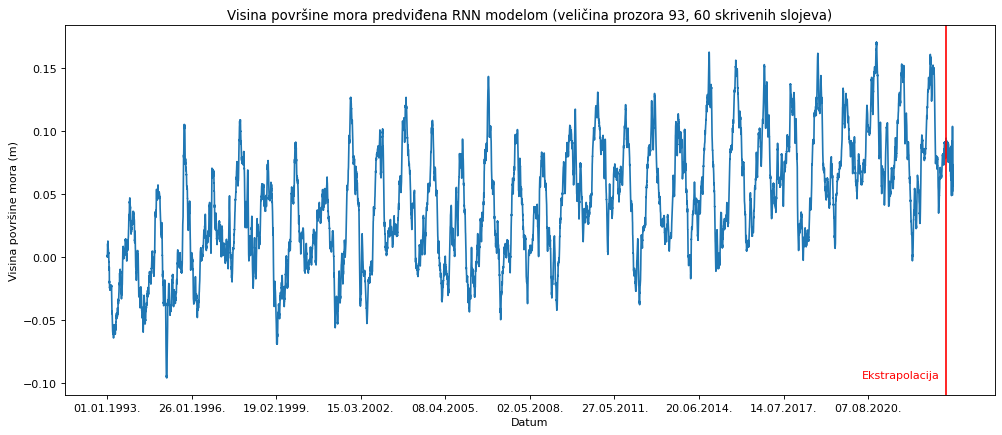 Visina površine mora predviđena RNN modelom (veličina prozora 93, 60 skrivenih slojeva)
Visina površine mora (m)
0.15
0.10
0.05
0.00
−0.05
−0.10
Ekstrapolacija
01.01.1993. 26.01.1996. 19.02.1999. 15.03.2002. 08.04.2005. 02.05.2008. 27.05.2011. 20.06.2014. 14.07.2017. 07.08.2020.
Datum